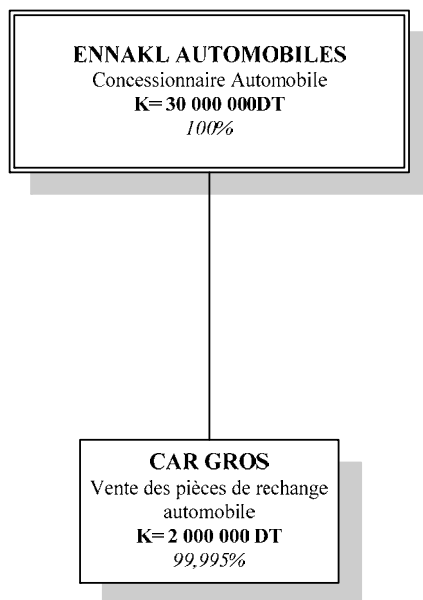 ENNAKL AUTOMOBILES
Concessionnaire Automobile
K= 30 000 000DT
100%
CAR GROS
Vente des pièces de rechange
automobile
K= 2 000 000 DT
99,995%